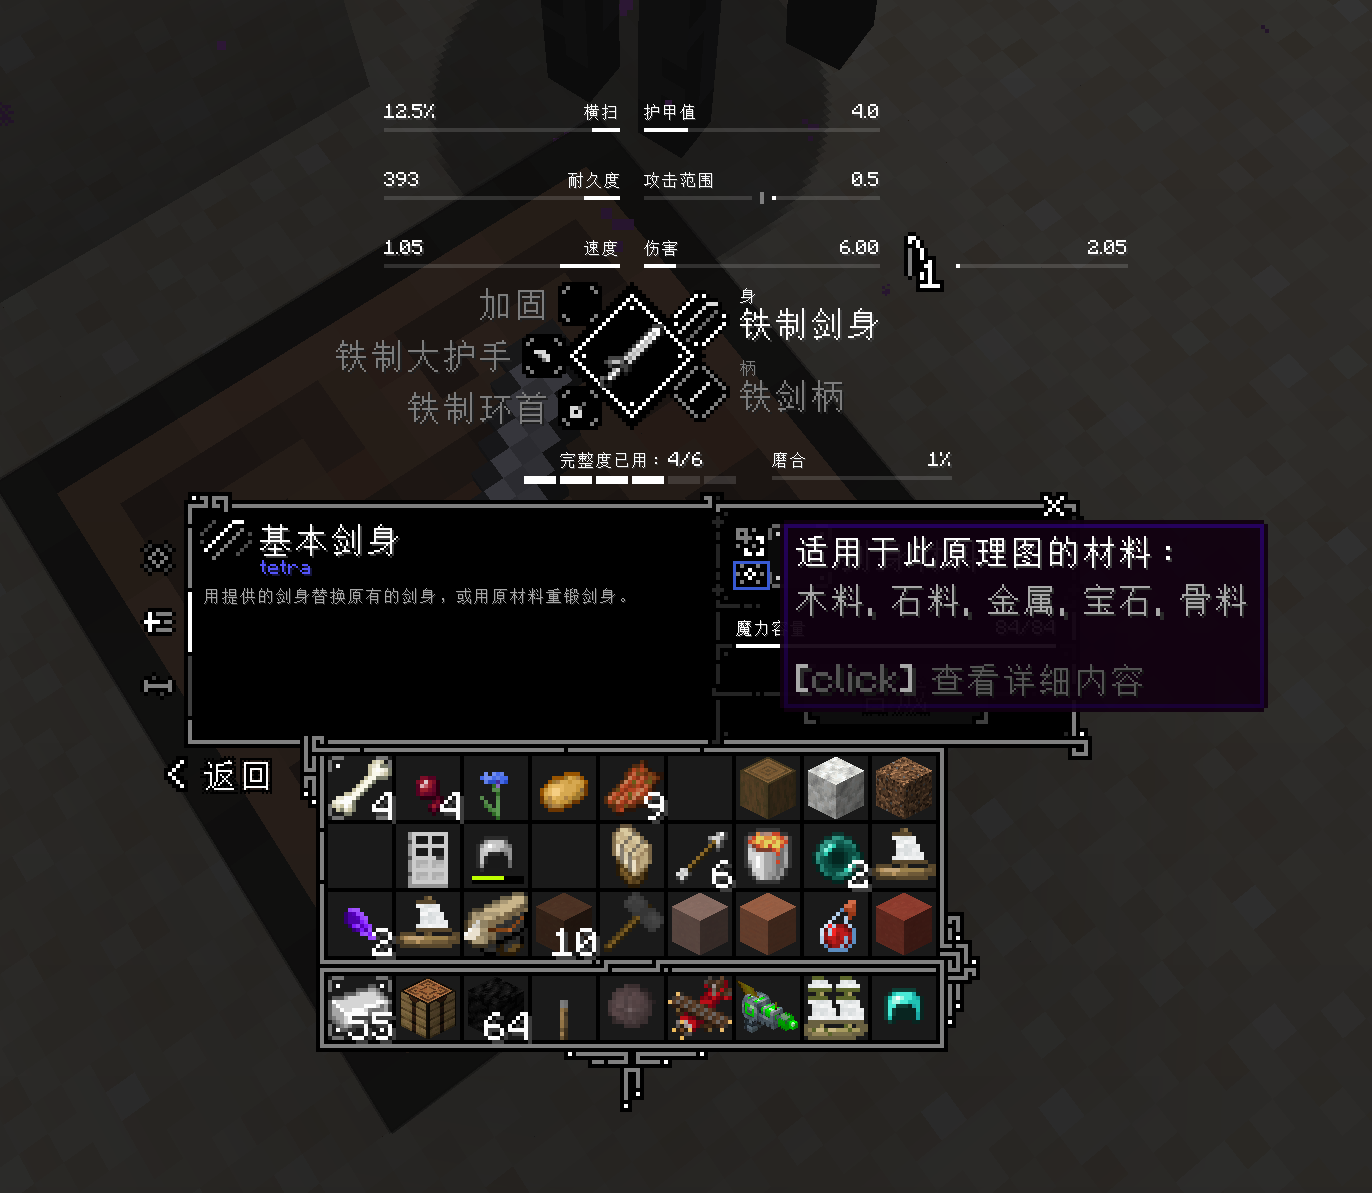 12.5% 横扫 护甲值 4.0
393 耐久度 攻击范围 0.5
1.05 速度 伤害 6.00 1 2.05
加固
身
铁制剑身
铁制大护手
柄
铁剑柄
铁制环首
完整度已用：4/6 磨合 1%
基本剑身
tetra
用提供的剑身替换原有的剑身，或用原材料重锻剑身。
适用于此原理图的材料：
木料, 石料, 金属, 宝石, 骨料
魔力容量 84/84
[click] 查看详细内容
返回
4 4 9
6 2
2 10
55 64